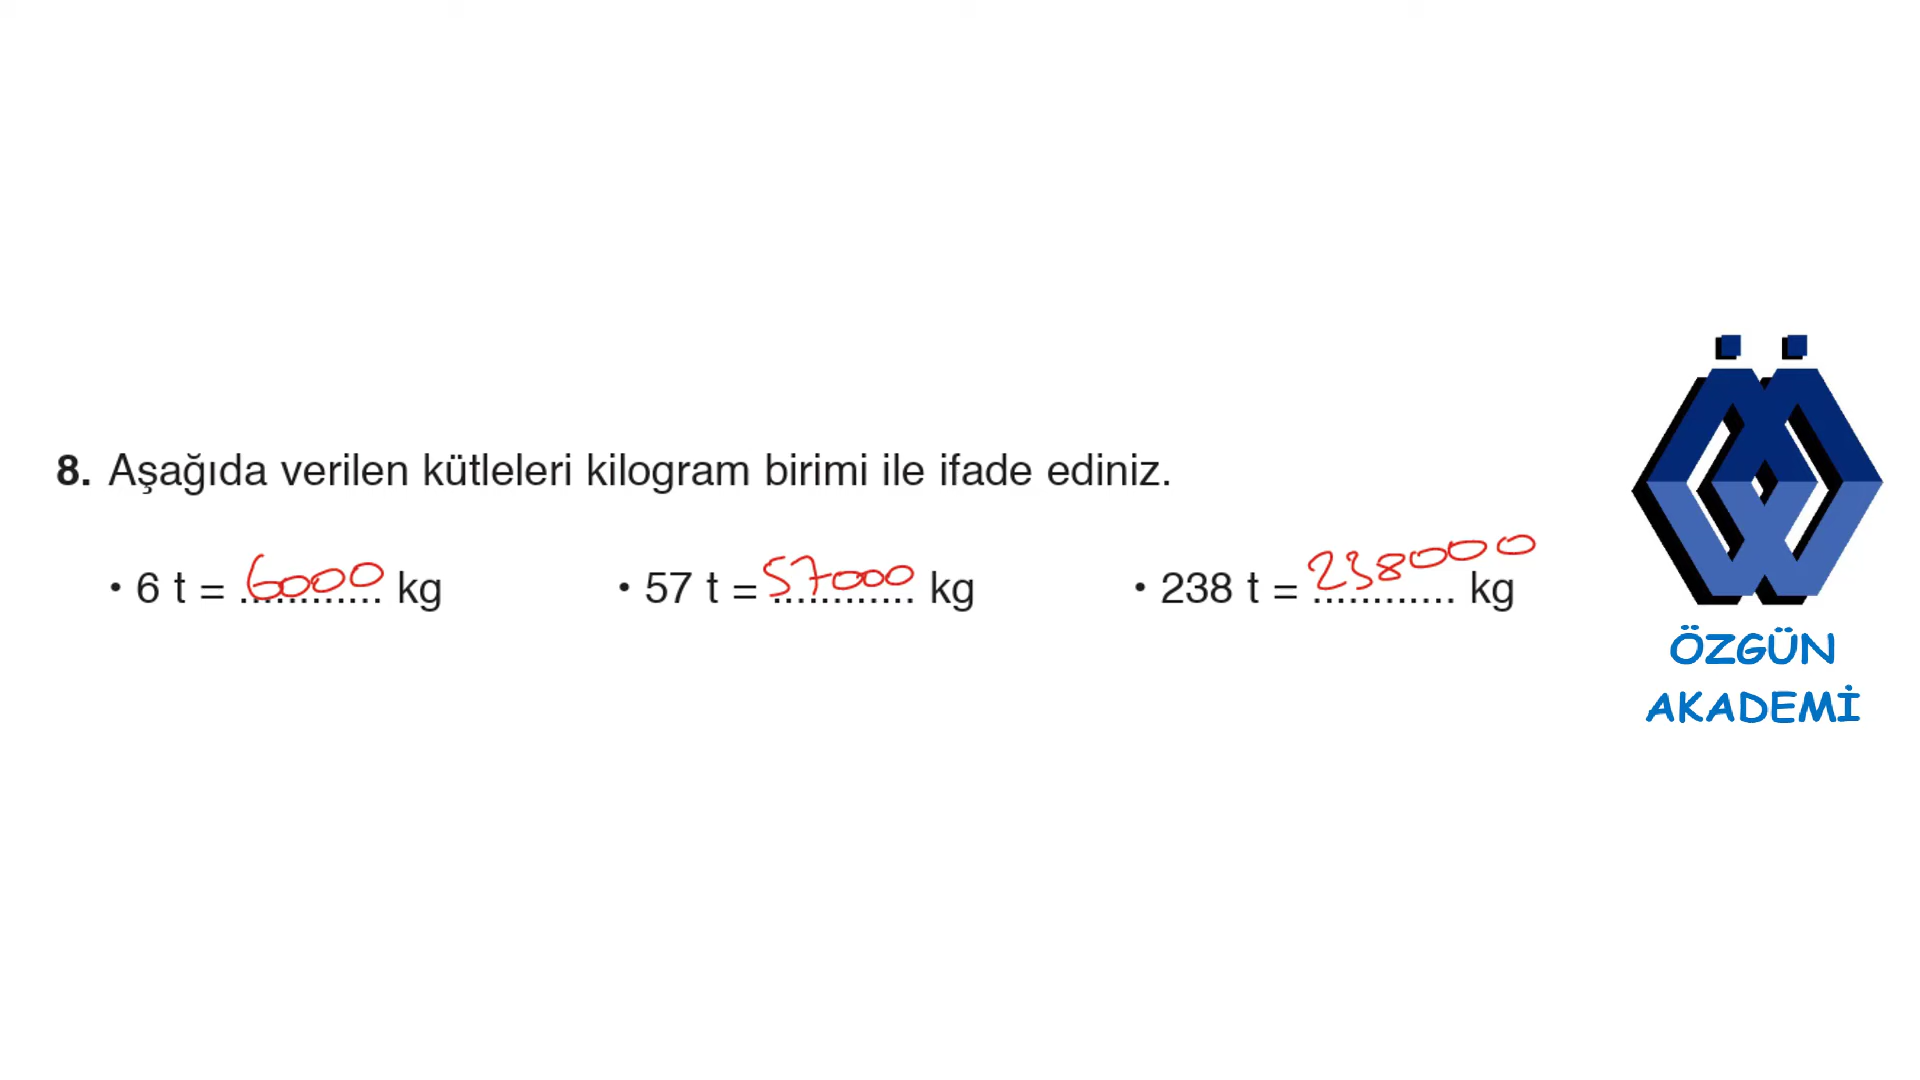 8. Aşağıda verilen kütleleri kilogram birimi ile ifade ediniz.
• 6 t = 6000 kg • 57 t = 57000 kg • 238 t = 238000 kg
ÖZGÜN
AKADEMİ